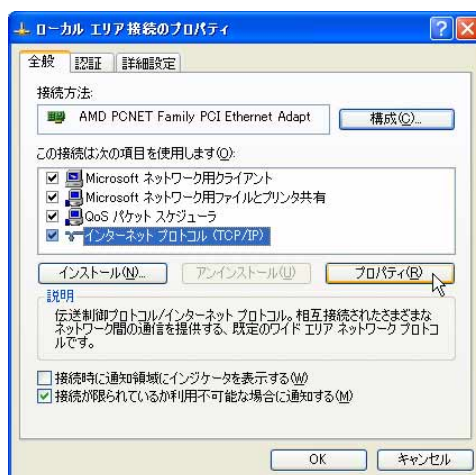 ローカル エリア接続のプロパティ
全般 認証 詳細設定
接続方法:
AMD PCNET Family PCI Ethernet Adapt 構成(C)...
この接続は次の項目を使用します(O):
Microsoft ネットワーク用クライアント
Microsoft ネットワーク用ファイルとプリンタ共有
QoS パケット スケジューラ
インターネット プロトコル (TCP/IP)
インストール(N)... アンインストール(U) プロパティ(R)
説明
伝送制御プロトコル/インターネット プロトコル。相互接続されたさまざまな
ネットワーク間の通信を提供する、既定のワイド エリア ネットワーク プロトコ
ルです。
接続時に通知領域にインジケータを表示する(W)
接続が限られているか利用不可能な場合に通知する(M)
OK キャンセル